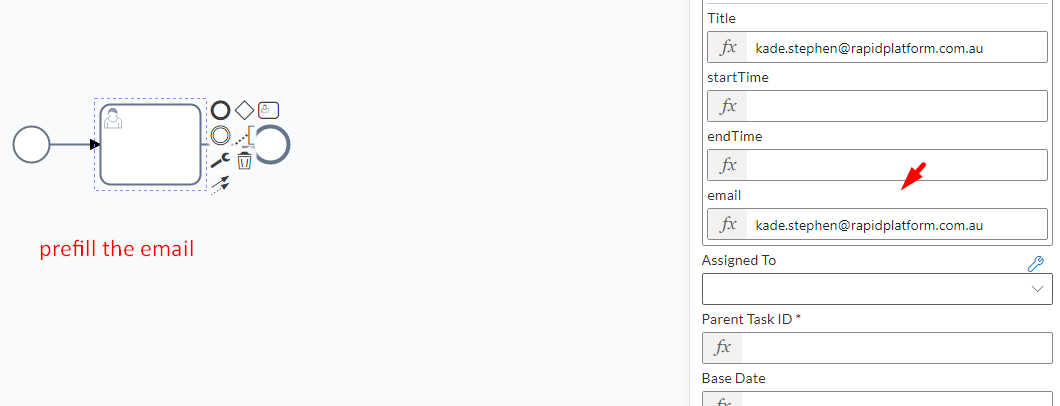 prefill the email
Title
fx kade.stephen@rapidplatform.com.au
startTime
fx
endTime
fx
email
fx kade.stephen@rapidplatform.com.au
Assigned To
Parent Task ID *
fx
Base Date
fx